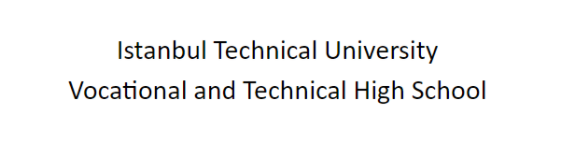 Istanbul Technical University
Vocational and Technical High School